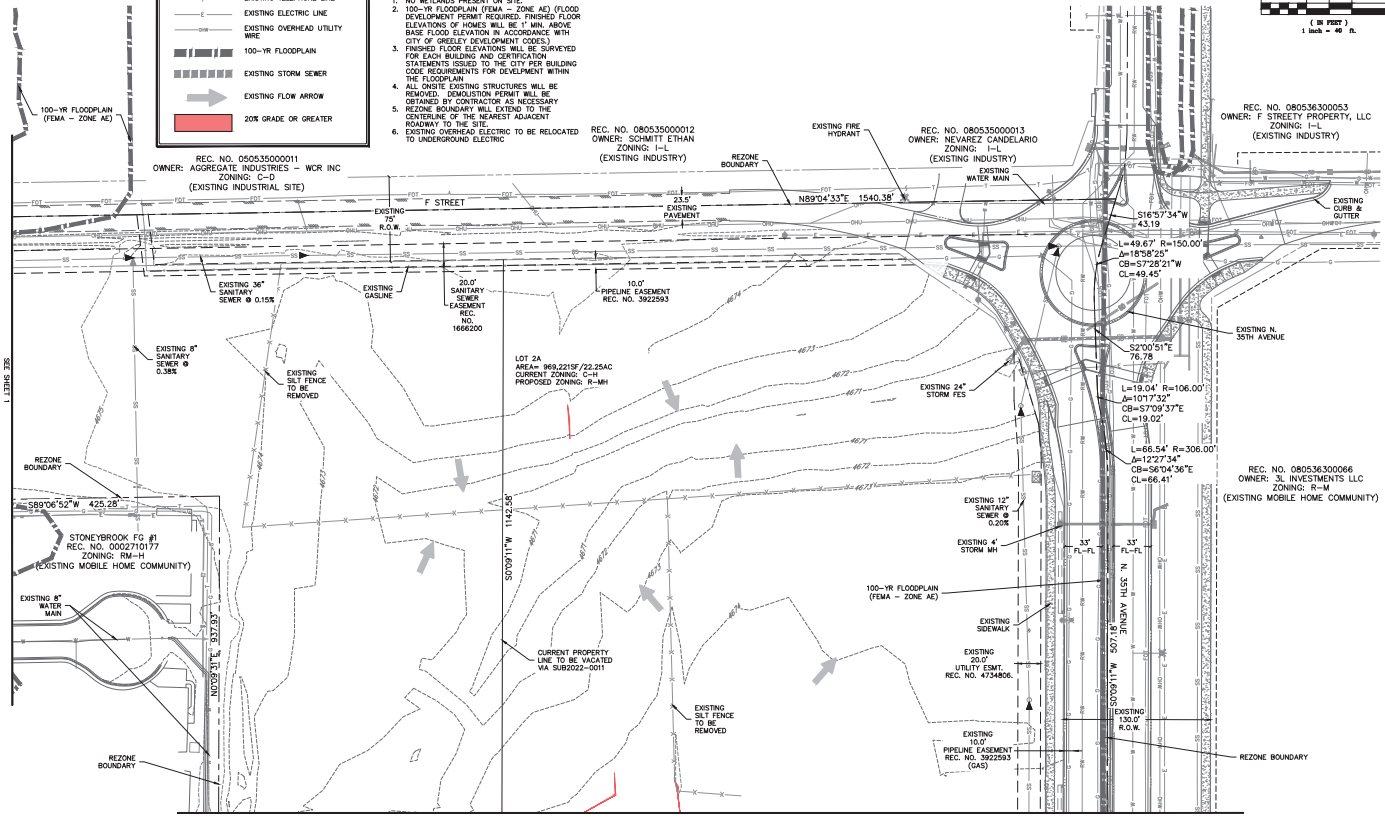 EXISTING ELECTRIC LINE
EXISTING OVERHEAD UTILITY
WIRE
100-YR FLOODPLAIN
EXISTING STORM SEWER
EXISTING FLOW ARROW
20% GRADE OR GREATER
1. NO WETLANDS PRESENT ON SITE.
2. 100-YR FLOODPLAIN (FEMA - ZONE AE) (FLOOD
DEVELOPMENT PERMIT REQUIRED. FINISHED FLOOR
ELEVATIONS OF HOMES WILL BE 1' MIN. ABOVE
BASE FLOOD ELEVATION IN ACCORDANCE WITH
CITY OF GREELEY DEVELOPMENT CODES.)
3. FINISHED FLOOR ELEVATIONS WILL BE SURVEYED
FOR EACH BUILDING AND CERTIFICATION
STATEMENTS ISSUED TO THE CITY PER BUILDING
CODE REQUIREMENTS FOR DEVELPMENT WITHIN
THE FLOODPLAIN
4. ALL ONSITE EXISTING STRUCTURES WILL BE
REMOVED. DEMOLISTION PERMIT WILL BE
OBTAINED BY CONTRACTOR AS NECESSARY
5. REZONE BOUNDARY WILL EXTEND TO THE
CENTERLINE OF THE NEAREST ADJACENT
ROADWAY TO THE SITE.
6. EXISTING OVERHEAD ELECTRIC TO BE RELOCATED
TO UNDERGROUND ELECTRIC
( IN FEET )
1 inch = 40 ft.
100-YR FLOODPLAIN
(FEMA - ZONE AE)
REC. NO. 050535000011
OWNER: AGGREGATE INDUSTRIES - WCR INC
ZONING: C-D
(EXISTING INDUSTRIAL SITE)
REC. NO. 080535000012
OWNER: SCHMITT ETHAN
ZONING: I-L
(EXISTING INDUSTRY)
REZONE
BOUNDARY
EXISTING FIRE
HYDRANT
REC. NO. 080535000013
OWNER: NEVAREZ CANDELARIO
ZONING: I-L
(EXISTING INDUSTRY)
EXISTING
WATER MAIN
REC. NO. 080536300053
OWNER: F STREETY PROPERTY, LLC
ZONING: I-L
(EXISTING INDUSTRY)
EXISTING
CURB &
GUTTER
F STREET
EXISTING
75'
R.O.W.
23.5'
EXISTING
PAVEMENT
N89°04'33"E 1540.38'
S16°57'34"W
43.19
L=49.67' R=150.00'
Δ=18°58'25"
CB=S7°28'21"W
CL=49.45'
EXISTING 36"
SANITARY
SEWER @ 0.15%
EXISTING
GASLINE
20.0'
SANITARY
SEWER
EASEMENT
REC.
NO.
1666200
10.0'
PIPELINE EASEMENT
REC. NO. 3922593
EXISTING N.
35TH AVENUE
S2°00'51"E
76.78
SEE SHEET 1
EXISTING 8"
SANITARY
SEWER @
0.38%
EXISTING
SILT FENCE
TO BE
REMOVED
LOT 2A
AREA= 969,221SF/22.25AC
CURRENT ZONING: C-H
PROPOSED ZONING: R-MH
EXISTING 24"
STORM FES
L=19.04' R=106.00'
Δ=10°17'32"
CB=S7°09'37"E
CL=19.02'
L=66.54' R=306.00'
Δ=12°27'34"
CB=S6°04'36"E
CL=66.41'
4674
4673
4672
4671
4671
4672
4673
4675
4674
4673
REZONE
BOUNDARY
S89°06'52"W 425.28'
STONEYBROOK FG #1
REC. NO. 0002710177
ZONING: RM-H
(EXISTING MOBILE HOME COMMUNITY)
REC. NO. 080536300066
OWNER: 3L INVESTMENTS LLC
ZONING: R-M
(EXISTING MOBILE HOME COMMUNITY)
EXISTING 12"
SANITARY
SEWER @
0.20%
EXISTING 4'
STORM MH
33'
FL-FL
33'
FL-FL
N. 35TH AVENUE
S0°09'11"W 1142.58'
4671
4672
4673
4673
4674
EXISTING 8"
WATER
MAIN
N0°09'31"E 937.93'
100-YR FLOODPLAIN
(FEMA - ZONE AE)
EXISTING
SIDEWALK
EXISTING
20.0'
UTILITY ESMT.
REC. NO. 4734806.
S0°09'11"W 507.18'
CURRENT PROPERTY
LINE TO BE VACATED
VIA SUB2022-0011
EXISTING
SILT FENCE
TO BE
REMOVED
EXISTING
130.0'
R.O.W.
EXISTING
10.0'
PIPELINE EASEMENT
REC. NO. 3922593
(GAS)
REZONE
BOUNDARY
REZONE BOUNDARY